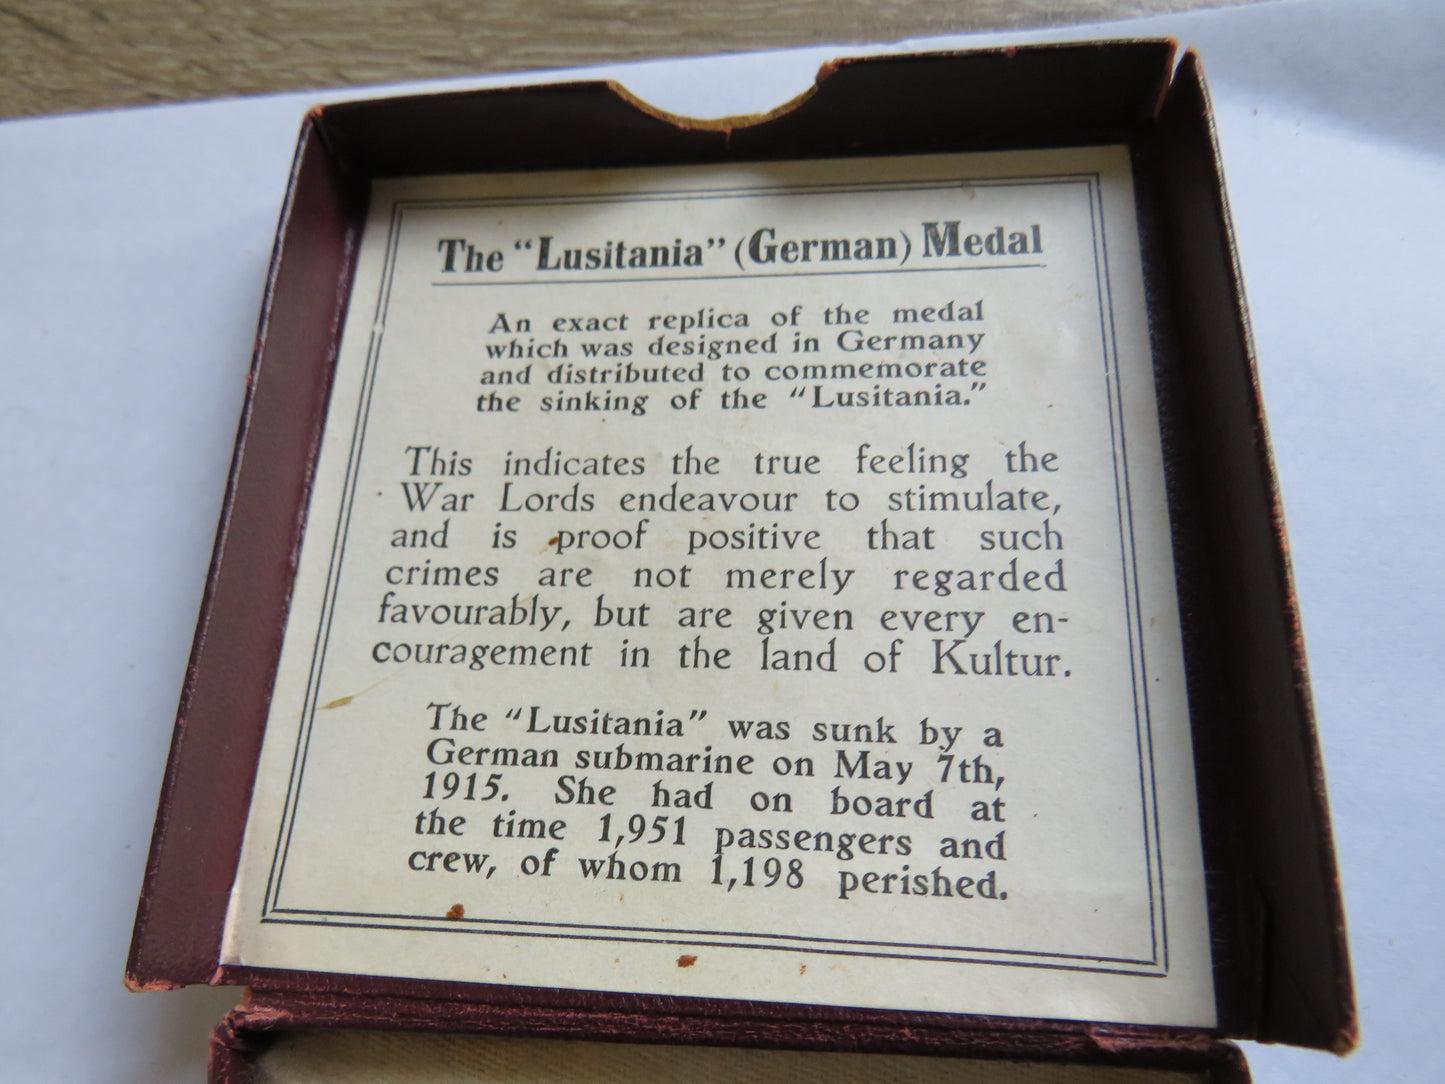 The "Lusitania" (German) Medal
An exact replica of the medal
which was designed in Germany
and distributed to commemorate
the sinking of the "Lusitania."
This indicates the true feeling the
War Lords endeavour to stimulate,
and is proof positive that such
crimes are not merely regarded
favourably, but are given every en-
couragement in the land of Kultur.
The "Lusitania" was sunk by a
German submarine on May 7th,
1915. She had on board at
the time 1,951 passengers and
crew, of whom 1,198 perished.